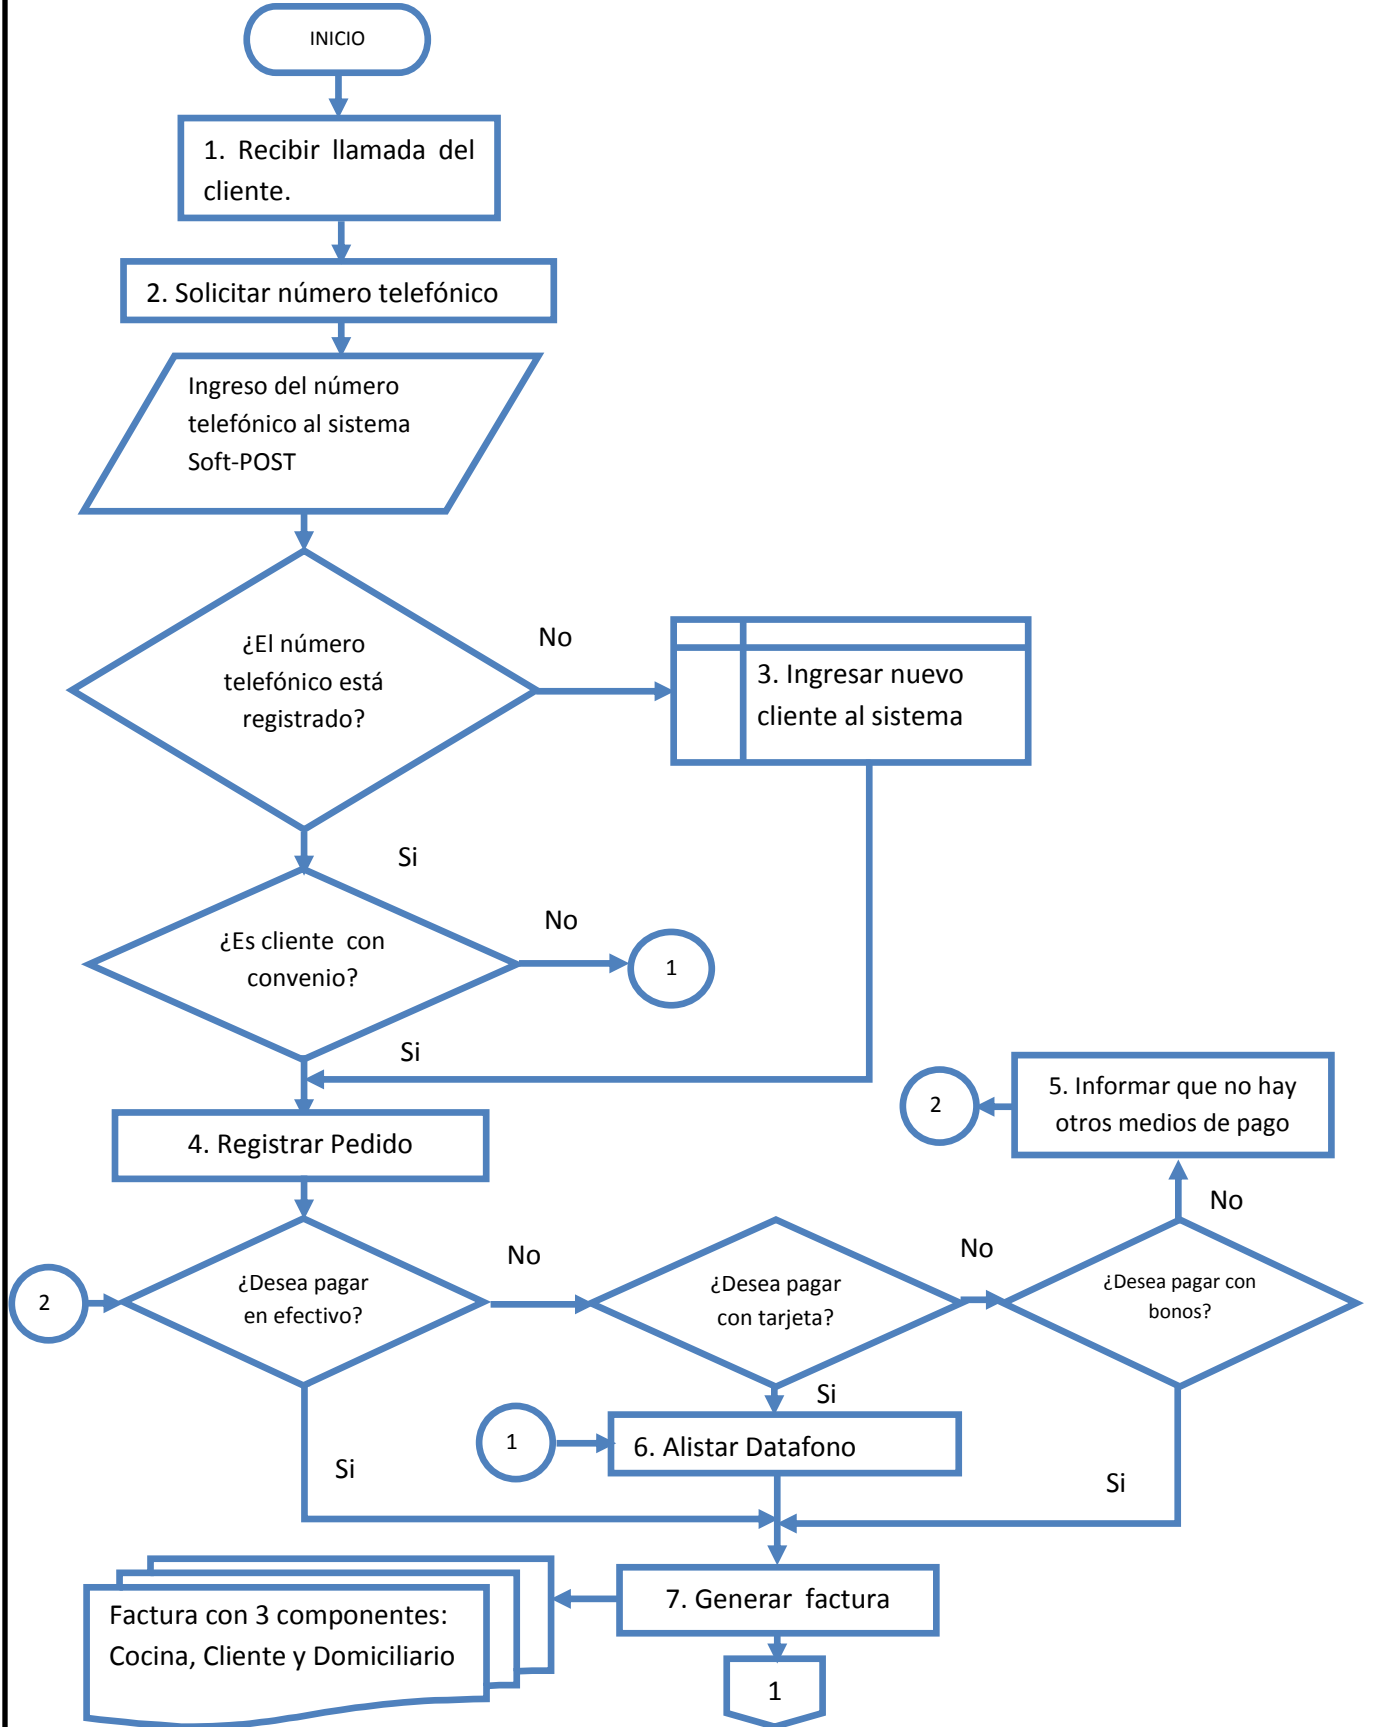 INICIO
1. Recibir llamada del
cliente.
2. Solicitar número telefónico
Ingreso del número
telefónico al sistema
Soft-POST
¿El número
telefónico está
registrado?
No
3. Ingresar nuevo
cliente al sistema
Si
¿Es cliente con
convenio?
No
1
Si
2
5. Informar que no hay
otros medios de pago
4. Registrar Pedido
No
2
¿Desea pagar
en efectivo?
No
¿Desea pagar
con tarjeta?
No
¿Desea pagar con
bonos?
Si
1
6. Alistar Datafono
Si
Si
7. Generar factura
Factura con 3 componentes:
Cocina, Cliente y Domiciliario
1